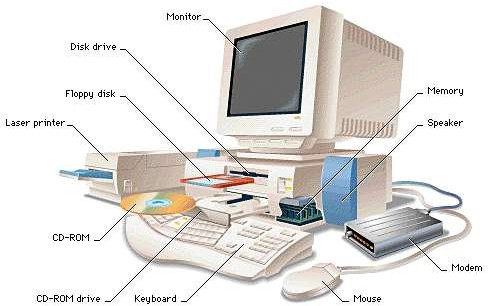 Monitor
Disk drive
Floppy disk
Memory
Laser printer
Speaker
CD-ROM
Modem
CD-ROM drive
Keyboard
Mouse